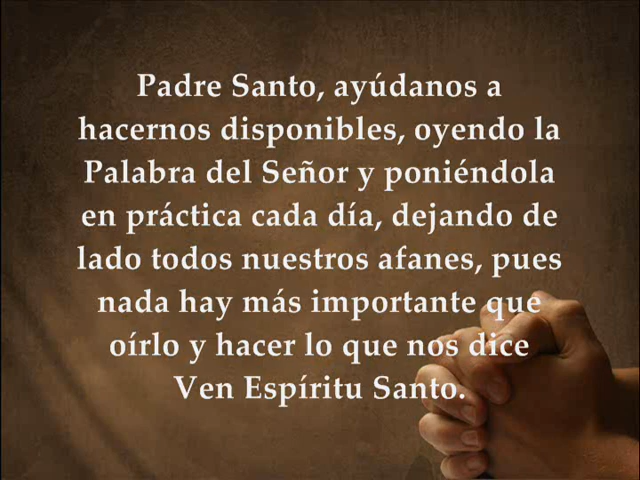 Padre Santo, ayúdanos a
hacernos disponibles, oyendo la
Palabra del Señor y poniéndola
en práctica cada día, dejando de
lado todos nuestros afanes, pues
nada hay más importante que
oírlo y hacer lo que nos dice
Ven Espíritu Santo.